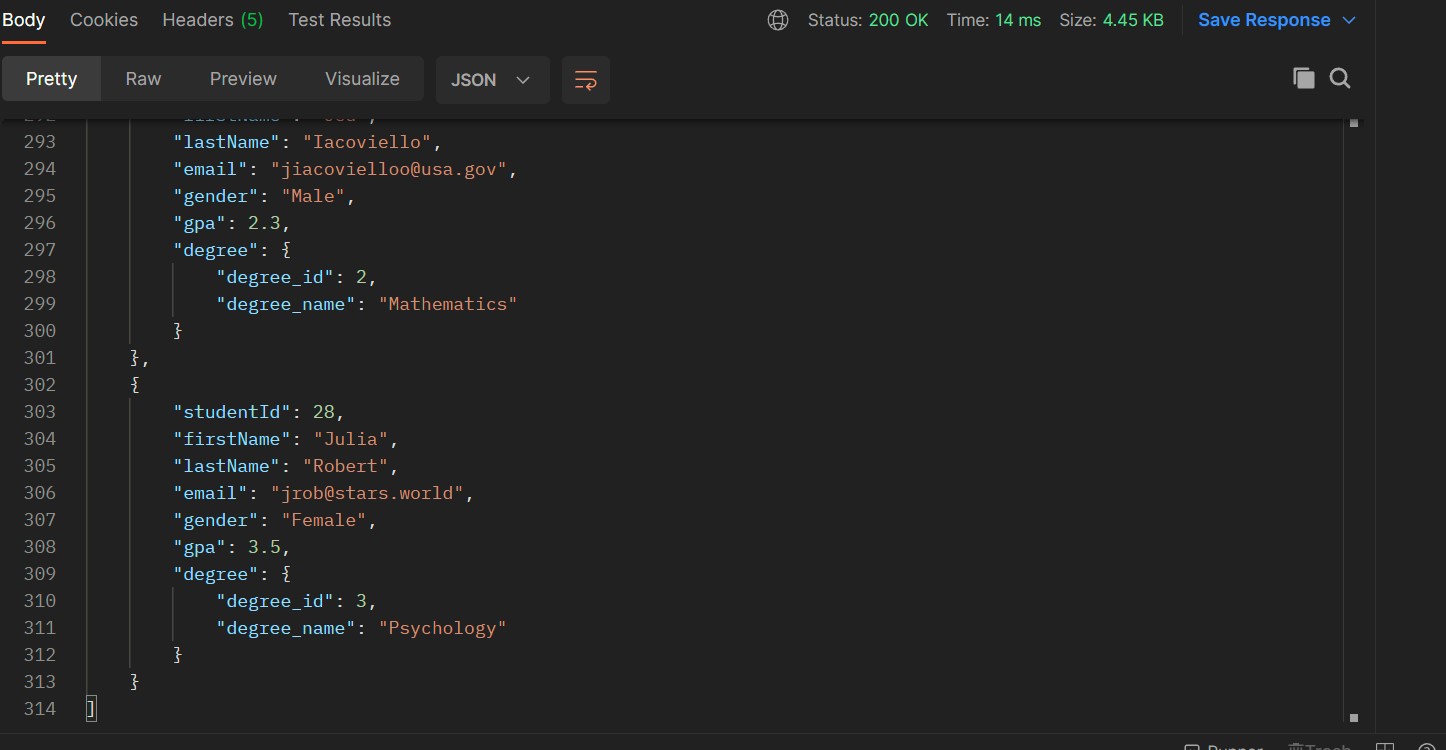 Body Cookies Headers (5) Test Results Status: 200 OK Time: 14 ms Size: 4.45 KB Save Response
Pretty Raw Preview Visualize JSON
293 "lastName": "Iacoviello",
294 "email": "jiacovielloo@usa.gov",
295 "gender": "Male",
296 "gpa": 2.3,
297 "degree": {
298 "degree_id": 2,
299 "degree_name": "Mathematics"
300 }
301 },
302 {
303 "studentId": 28,
304 "firstName": "Julia",
305 "lastName": "Robert",
306 "email": "jrob@stars.world",
307 "gender": "Female",
308 "gpa": 3.5,
309 "degree": {
310 "degree_id": 3,
311 "degree_name": "Psychology"
312 }
313 }
314 ]